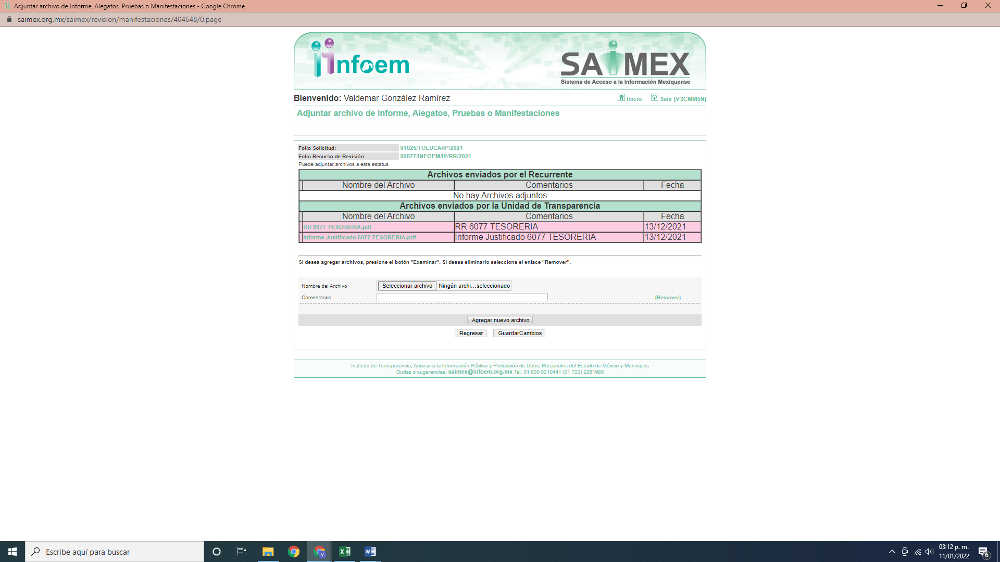 Adjuntar archivo de Informe, Alegatos, Pruebas o Manifestaciones - Google Chrome
saimex.org.mx/saimex/revision/manifestaciones/404648/0.page
infoem
SAIMEX
Sistema de Acceso a la Información Mexiquense
Bienvenido: Valdemar González Ramírez
Inicio Salir [VSCMM5N]
Adjuntar archivo de Informe, Alegatos, Pruebas o Manifestaciones
Folio Solicitud: 01025/TOLUCA/IP/2021
Folio Recurso de Revisión: 06077/INFOEM/IP/RR/2021
Puede adjuntar archivos a este estatus
Archivos enviados por el Recurrente
Nombre del Archivo Comentarios Fecha
No hay Archivos adjuntos
Archivos enviados por la Unidad de Transparencia
Nombre del Archivo Comentarios Fecha
RR 6077 TESORERIA.pdf RR 6077 TESORERIA 13/12/2021
Informe Justificado 6077 TESORERIA.pdf Informe Justificado 6077 TESORERIA 13/12/2021
Si desea agregar archivos, presione el botón "Examinar". Si desea eliminarlo seleccione el enlace "Remover".
Nombre del Archivo Seleccionar archivo Ningún archi...seleccionado
Comentarios [Remover]
Agregar nuevo archivo
Regresar GuardarCambios
Instituto de Transparencia, Acceso a la Información Pública y Protección de Datos Personales del Estado de México y Municipios
Dudas o sugerencias: saimex@infoem.org.mx Tel. 01 800 8210441 (01 722) 2261980
Escribe aquí para buscar
03:12 p. m.
11/01/2022
6